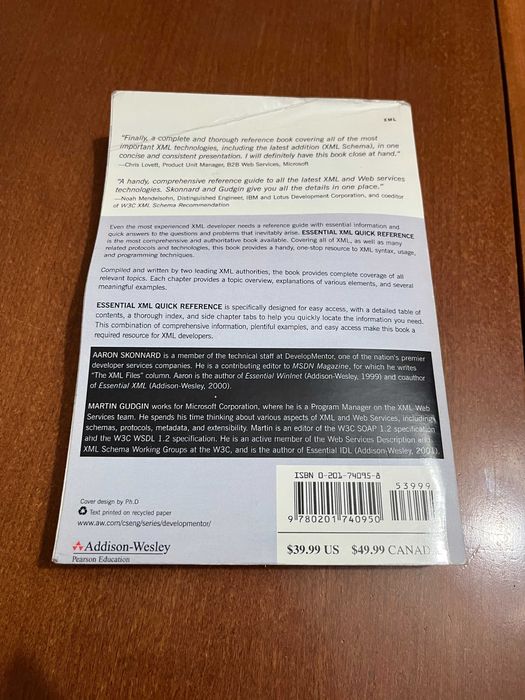 XML
"Finally, a complete and thorough reference book covering all of the most
important XML technologies, including the latest addition (XML Schema), in one
concise and consistent presentation. I will definitely have this book close at hand."
—Chris Lovett, Product Unit Manager, B2B Web Services, Microsoft
"A handy, comprehensive reference guide to all the latest XML and Web services
technologies. Skonnard and Gudgin give you all the details in one place."
—Noah Mendelsohn, Distinguished Engineer, IBM and Lotus Development Corporation, and coeditor
of W3C XML Schema Recommendation
Even the most experienced XML developer needs a reference guide with essential information and
quick answers to the questions and problems that inevitably arise. ESSENTIAL XML QUICK REFERENCE
is the most comprehensive and authoritative book available. Covering all of XML, as well as many
related protocols and technologies, this book provides a handy, one-stop resource to XML syntax, usage,
and programming techniques.
Compiled and written by two leading XML authorities, the book provides complete coverage of all
relevant topics. Each chapter provides a topic overview, explanations of various elements, and several
meaningful examples.
ESSENTIAL XML QUICK REFERENCE is specifically designed for easy access, with a detailed table of
contents, a thorough index, and side chapter tabs to help you quickly locate the information you need.
This combination of comprehensive information, plentiful examples, and easy access make this book a
required resource for XML developers.
AARON SKONNARD is a member of the technical staff at DevelopMentor, one of the nation's premier
developer services companies. He is a contributing editor to MSDN Magazine, for which he writes
"The XML Files" column. Aaron is the author of Essential WinInet (Addison-Wesley, 1999) and coauthor
of Essential XML (Addison-Wesley, 2000).
MARTIN GUDGIN works for Microsoft Corporation, where he is a Program Manager on the XML Web
Services team. He spends his time thinking about various aspects of XML and Web Services, including
schemas, protocols, metadata, and extensibility. Martin is an editor of the W3C SOAP 1.2 specification
and the W3C WSDL 1.2 specification. He is an active member of the Web Services Description and
XML Schema Working Groups at the W3C, and is the author of Essential IDL (Addison-Wesley, 2001).
ISBN 0-201-74095-8
53999
9 780201 740950
Cover design by Ph.D
Text printed on recycled paper
www.aw.com/cseng/series/developmentor/
Addison-Wesley
Pearson Education
$39.99 US $49.99 CANAD